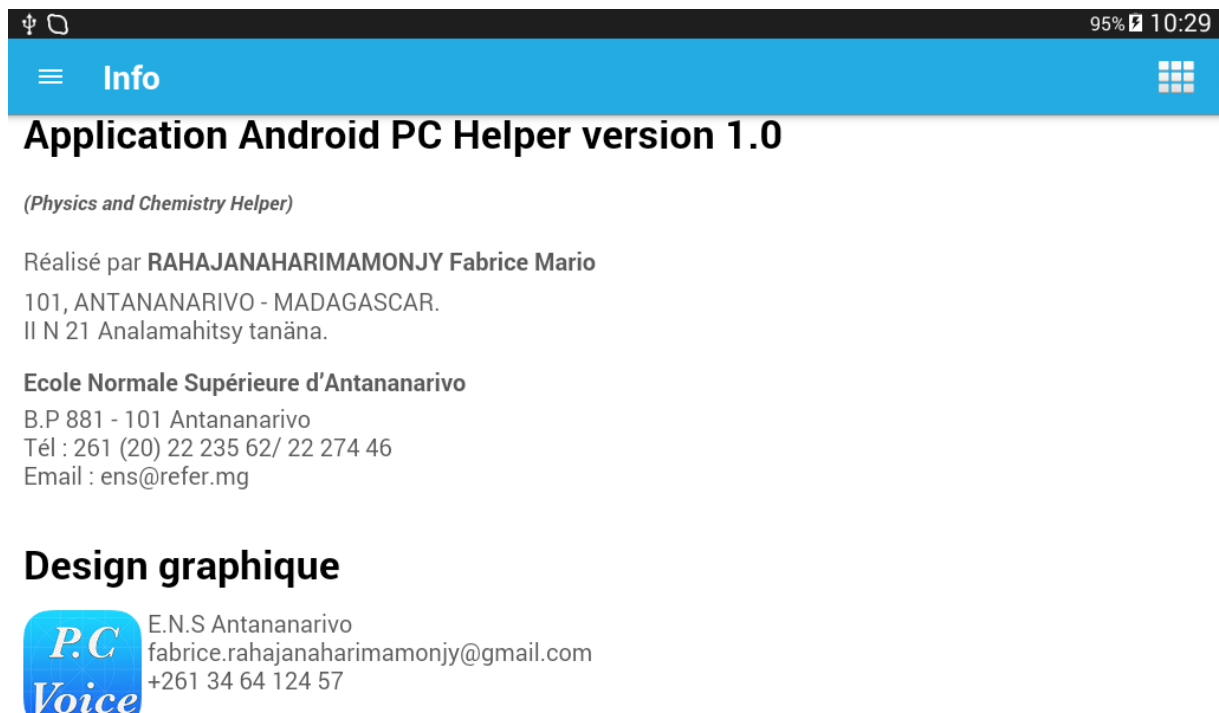 95% 10:29
Info
Application Android PC Helper version 1.0
(Physics and Chemistry Helper)
Réalisé par RAHAJANAHARIMAMONJY Fabrice Mario
101, ANTANANARIVO - MADAGASCAR.
II N 21 Analamahitsy tanäna.
Ecole Normale Supérieure d'Antananarivo
B.P 881 - 101 Antananarivo
Tél : 261 (20) 22 235 62/ 22 274 46
Email : ens@refer.mg
Design graphique
P.C
Voice
E.N.S Antananarivo
fabrice.rahajanaharimamonjy@gmail.com
+261 34 64 124 57